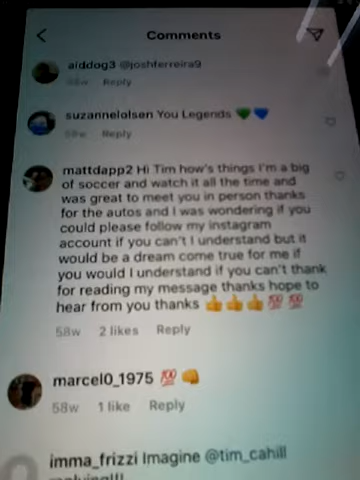 Comments
aiddog3 @joshferreira9
58w Reply
suzannelolsen You Legends 💚💙
59w Reply
mattdapp2 Hi Tim how's things I'm a big
of soccer and watch it all the time and
was great to meet you in person thanks
for the autos and I was wondering if you
could please follow my instagram
account if you can't I understand but it
would be a dream come true for me if
you would I understand if you can't thank
for reading my message thanks hope to
hear from you thanks 👍👍👍💯💯
58w 2 likes Reply
marcel0_1975 💯👊
58w 1 like Reply
imma_frizzi Imagine @tim_cahill
replying!!!